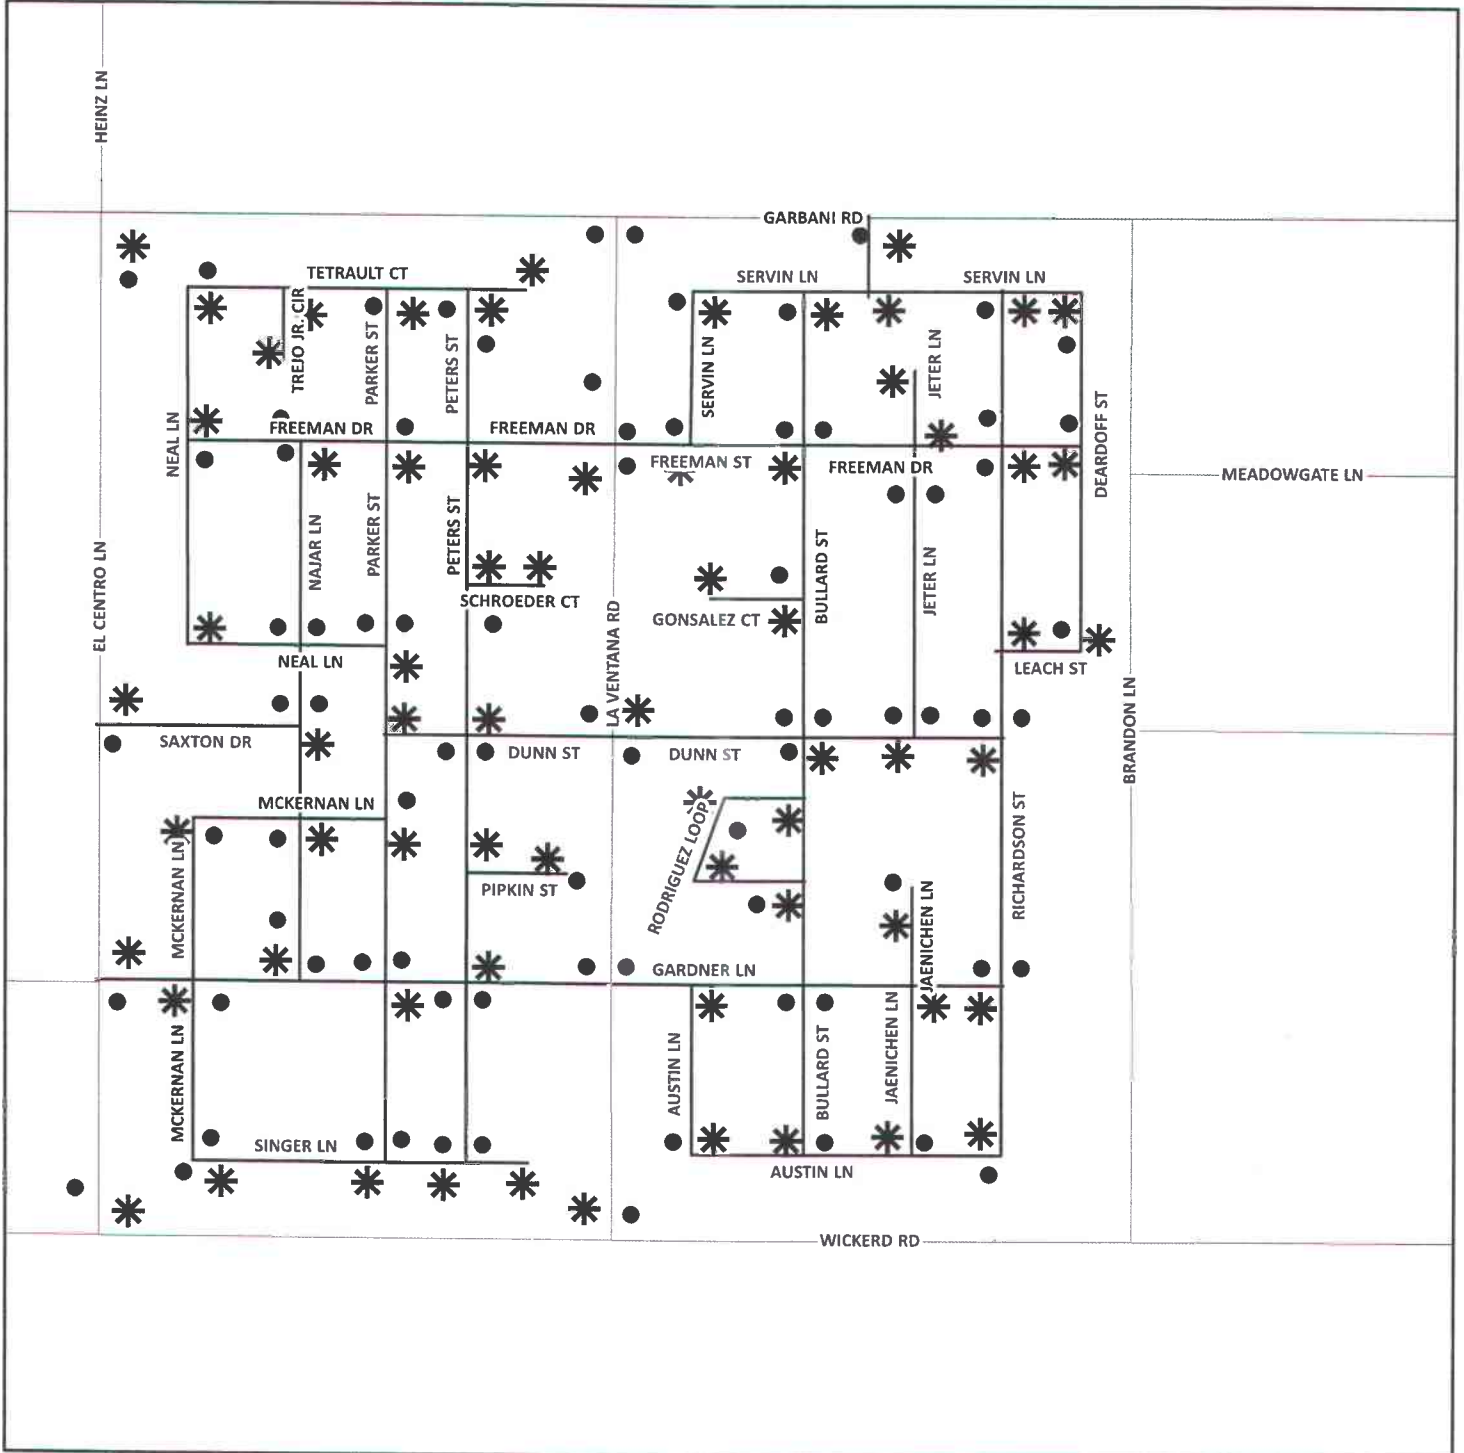 HEINZ LN
GARBANI RD
TETRAULT CT
SERVIN LN
SERVIN LN
TREJO JR. CIR
PARKER ST
PETERS ST
SERVIN LN
JETER LN
NEAL LN
FREEMAN DR
FREEMAN DR
FREEMAN ST
FREEMAN DR
DEARDOFF ST
MEADOWGATE LN
EL CENTRO LN
NAJAR LN
PARKER ST
PETERS ST
SCHROEDER CT
LA VENTANA RD
GONSALEZ CT
BULLARD ST
JETER LN
NEAL LN
LEACH ST
BRANDON LN
SAXTON DR
DUNN ST
DUNN ST
MCKERNAN LN
MCKERNAN LN
PIPKIN ST
RODRIGUEZ LOOP
JAENICHEN LN
RICHARDSON ST
GARDNER LN
MCKERNAN LN
AUSTIN LN
BULLARD ST
JAENICHEN LN
SINGER LN
AUSTIN LN
WICKERD RD